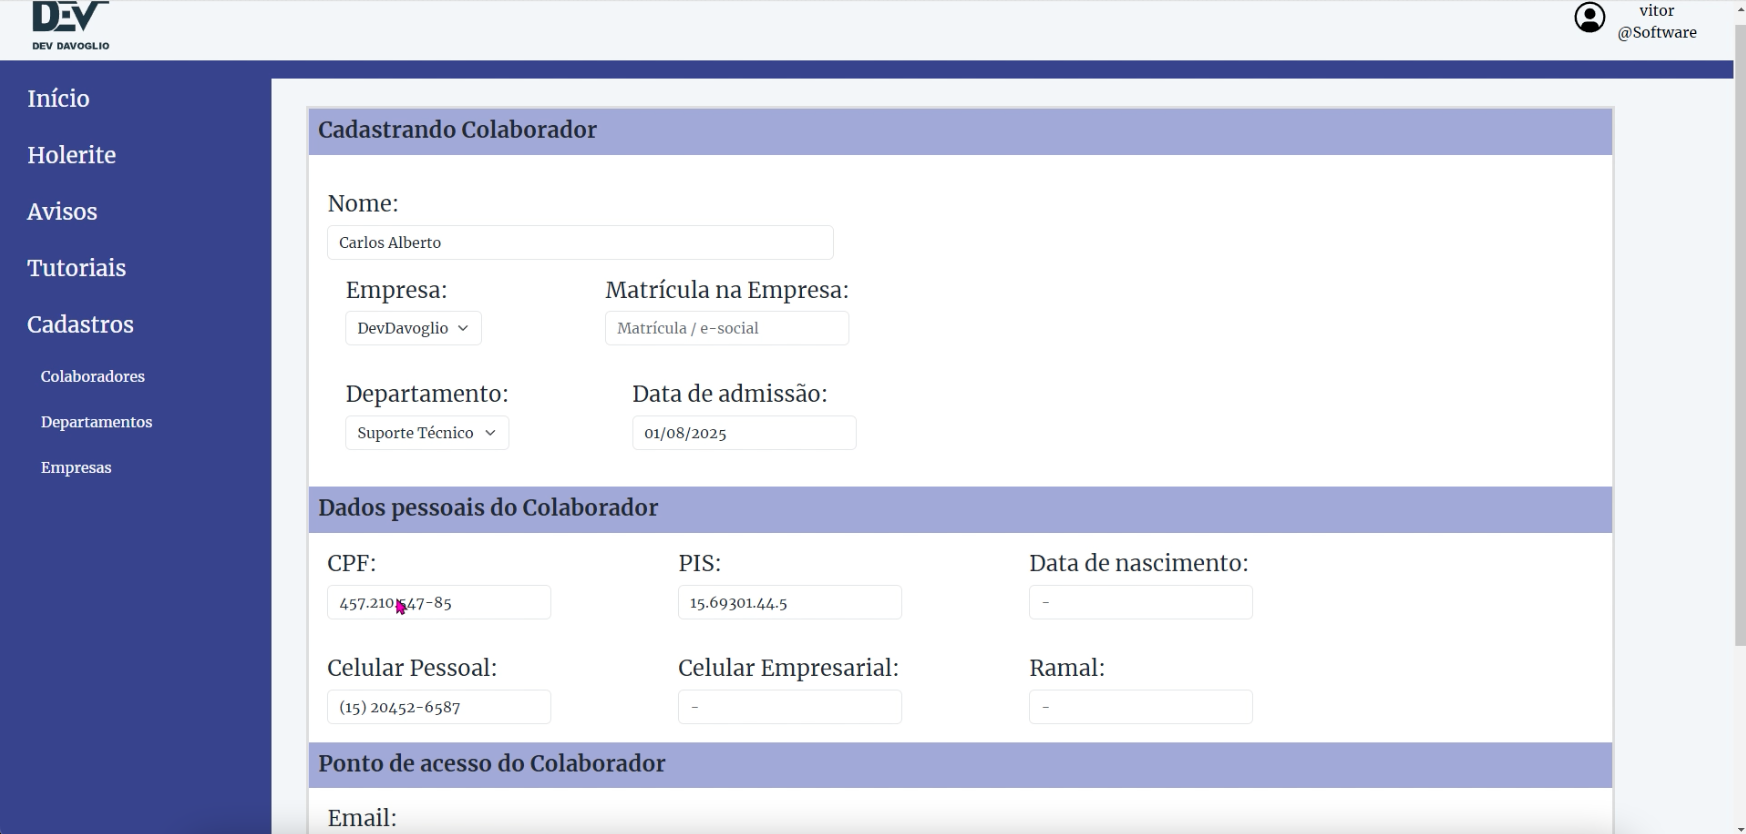 DEV
DEV DAVOGLIO
vitor
@Software
Início
Holerite
Avisos
Tutoriais
Cadastros
Colaboradores
Departamentos
Empresas
Cadastrando Colaborador
Nome:
Carlos Alberto
Empresa:
DevDavoglio
Matrícula na Empresa:
Matrícula / e-social
Departamento:
Suporte Técnico
Data de admissão:
01/08/2025
Dados pessoais do Colaborador
CPF: PIS: Data de nascimento:
457.210.547-85 15.69301.44.5 -
Celular Pessoal: Celular Empresarial: Ramal:
(15) 20452-6587 - -
Ponto de acesso do Colaborador
Email: